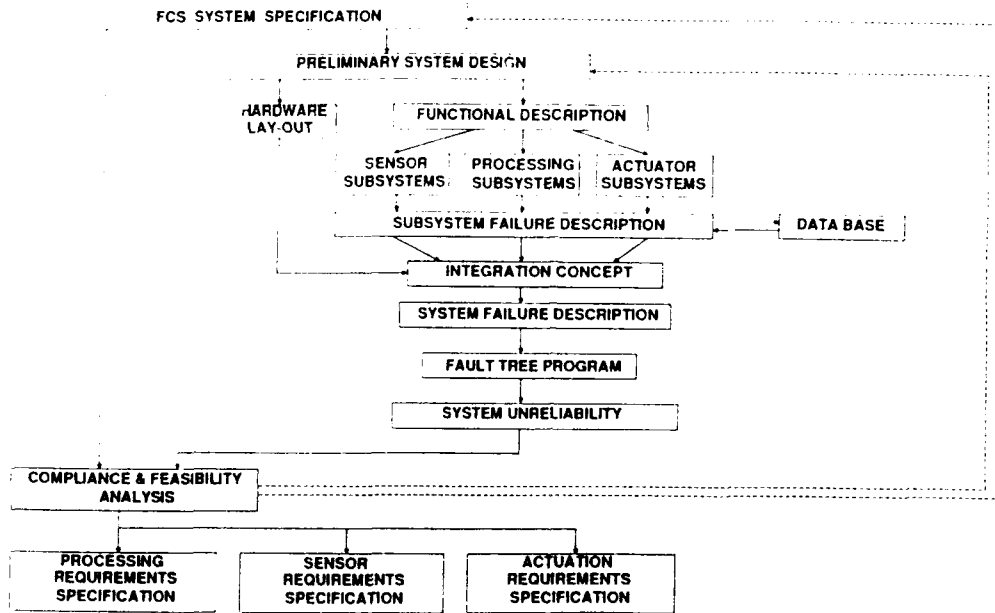 FCS SYSTEM SPECIFICATION
PRELIMINARY SYSTEM DESIGN
HARDWARE
LAY-OUT
FUNCTIONAL DESCRIPTION
SENSOR
SUBSYSTEMS
PROCESSING
SUBSYSTEMS
ACTUATOR
SUBSYSTEMS
SUBSYSTEM FAILURE DESCRIPTION
DATA BASE
INTEGRATION CONCEPT
SYSTEM FAILURE DESCRIPTION
FAULT TREE PROGRAM
SYSTEM UNRELIABILITY
COMPLIANCE & FEASIBILITY
ANALYSIS
PROCESSING
REQUIREMENTS
SPECIFICATION
SENSOR
REQUIREMENTS
SPECIFICATION
ACTUATION
REQUIREMENTS
SPECIFICATION